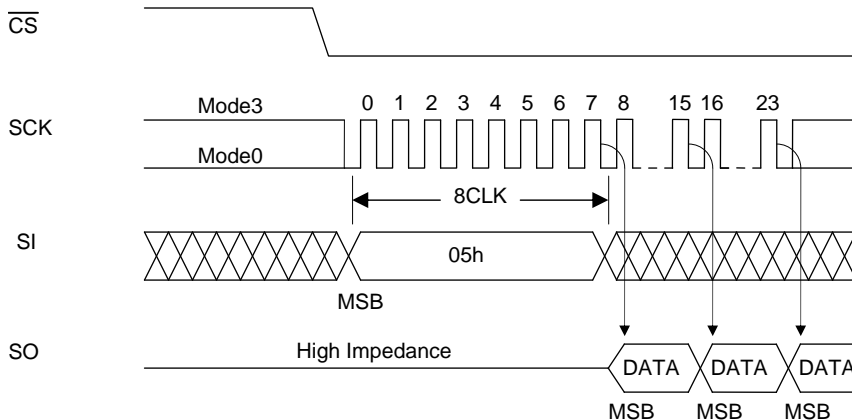 CS
Mode3
0 1 2 3 4 5 6 7 8 15 16 23
SCK
Mode0
8CLK
SI
05h
MSB
SO
High Impedance
DATA DATA DATA
MSB MSB MSB